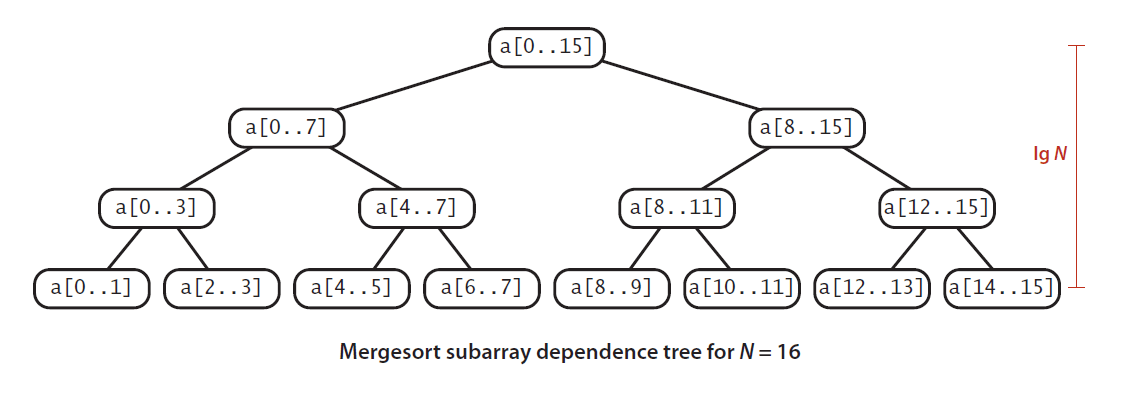 a[0..15]
a[0..7]
a[8..15]
lg N
a[0..3]
a[4..7]
a[8..11]
a[12..15]
a[0..1]
a[2..3]
a[4..5]
a[6..7]
a[8..9]
a[10..11]
a[12..13]
a[14..15]
Mergesort subarray dependence tree for N = 16